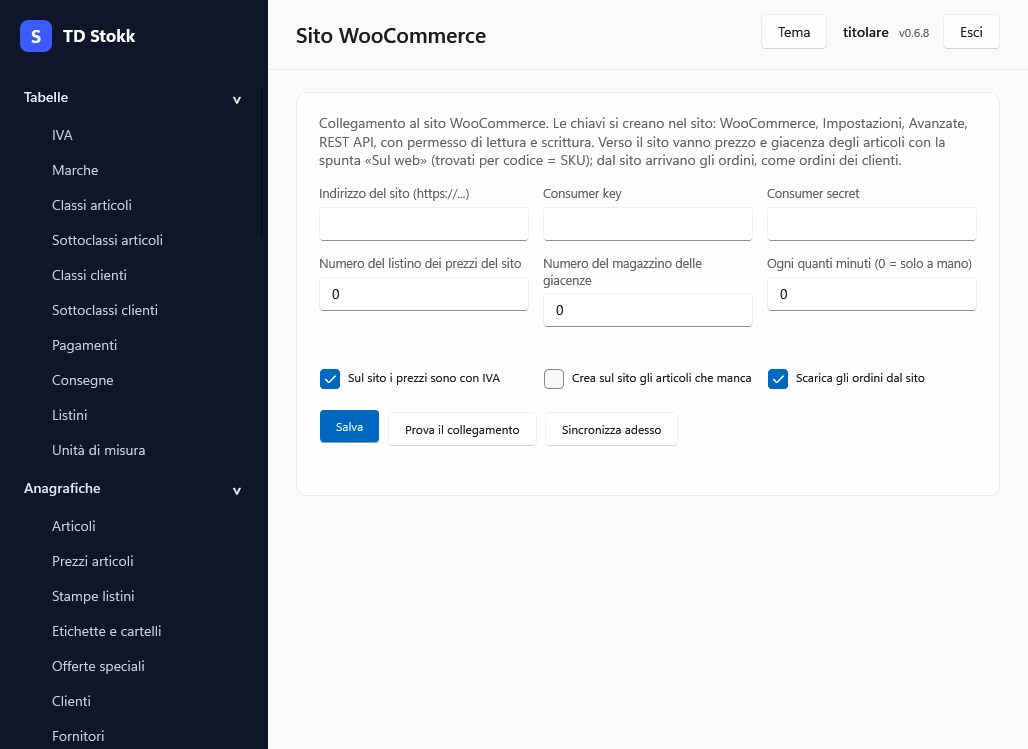 S TD Stokk
Tabelle
IVA
Marche
Classi articoli
Sottoclassi articoli
Classi clienti
Sottoclassi clienti
Pagamenti
Consegne
Listini
Unità di misura
Anagrafiche
Articoli
Prezzi articoli
Stampe listini
Etichette e cartelli
Offerte speciali
Clienti
Fornitori
Sito WooCommerce
Tema titolare v0.6.8 Esci
Collegamento al sito WooCommerce. Le chiavi si creano nel sito: WooCommerce, Impostazioni, Avanzate,
REST API, con permesso di lettura e scrittura. Verso il sito vanno prezzo e giacenza degli articoli con la
spunta «Sul web» (trovati per codice = SKU); dal sito arrivano gli ordini, come ordini dei clienti.
Indirizzo del sito (https://...)
Consumer key
Consumer secret
Numero del listino dei prezzi del sito
0
Numero del magazzino delle
giacenze
0
Ogni quanti minuti (0 = solo a mano)
0
Sul sito i prezzi sono con IVA
Crea sul sito gli articoli che manca
Scarica gli ordini dal sito
Salva
Prova il collegamento
Sincronizza adesso